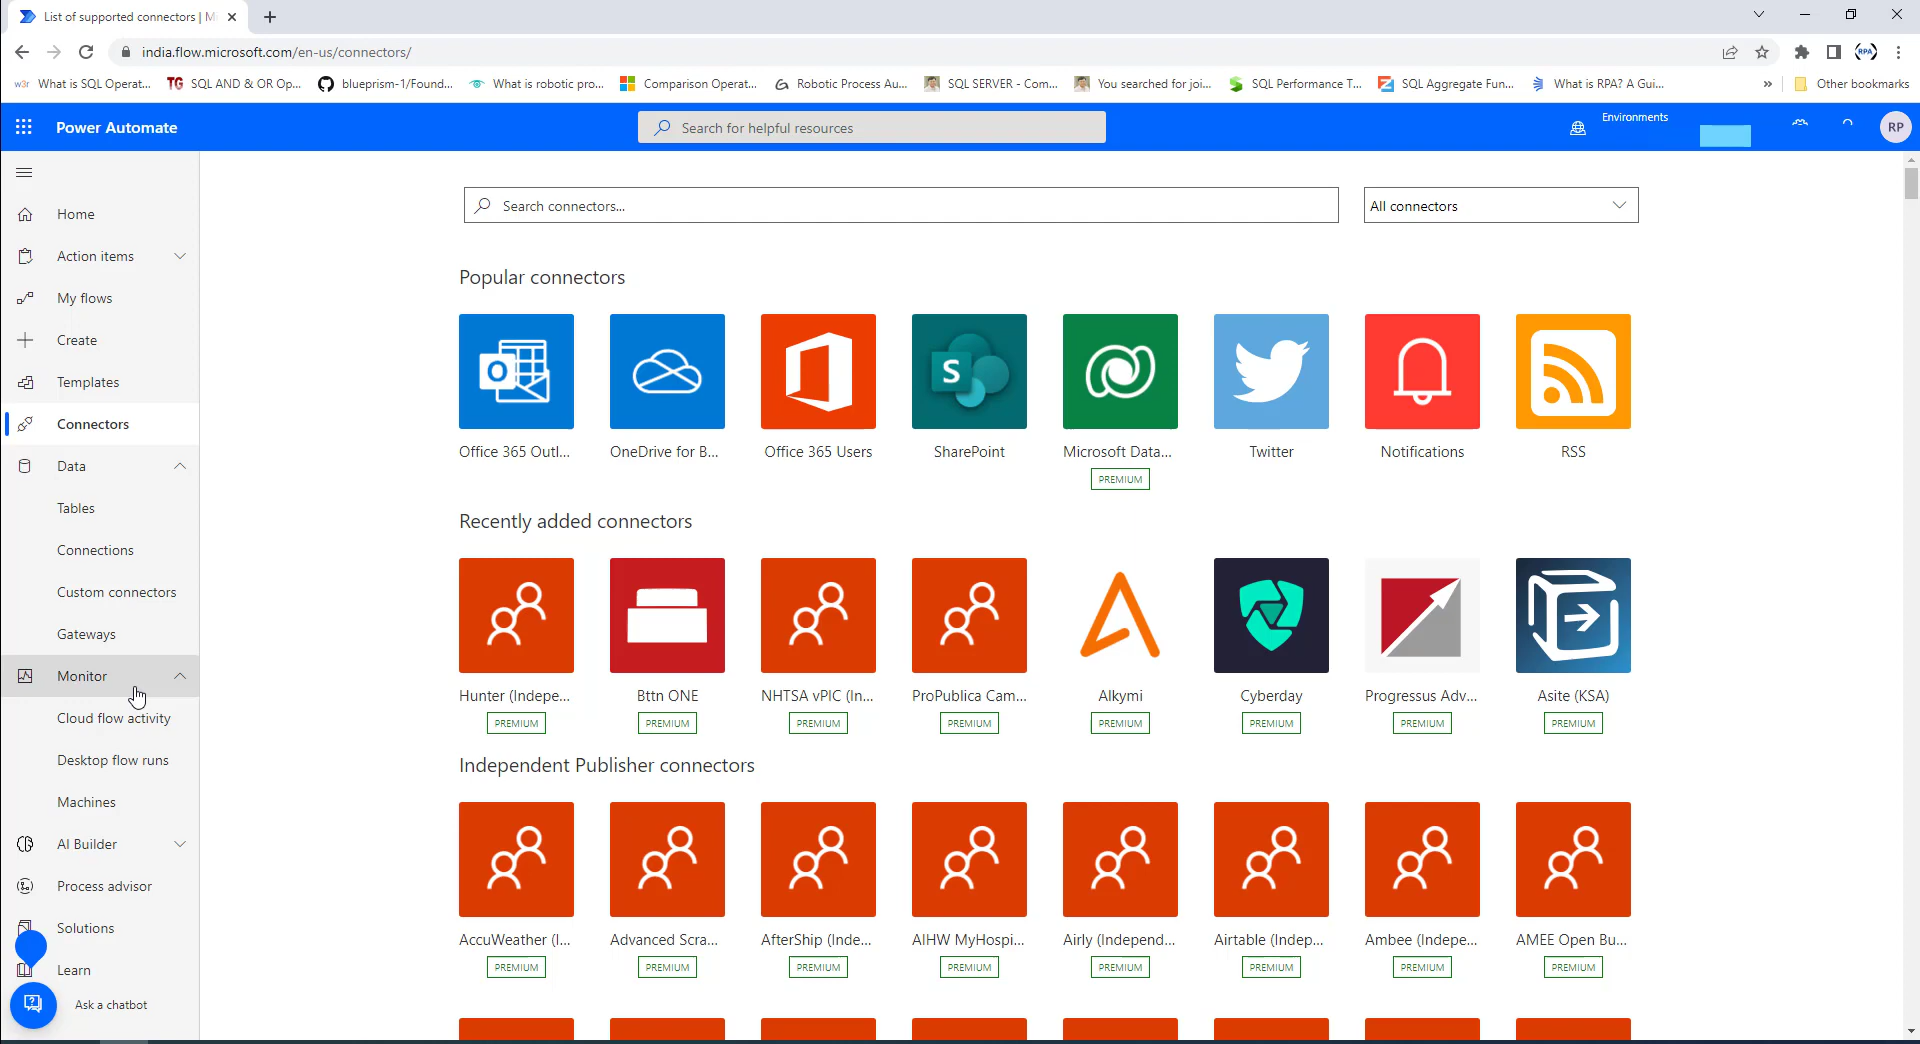 List of supported connectors | Mi
india.flow.microsoft.com/en-us/connectors/
(RPA)
w3r What is SQL Operat... TG SQL AND & OR Op... blueprism-1/Found... What is robotic pro... Comparison Operat... Robotic Process Au... SQL SERVER - Com... You searched for joi... SQL Performance T... SQL Aggregate Fun... What is RPA? A Gui... » Other bookmarks
Power Automate
Search for helpful resources
Environments
RP
Home
Action items
My flows
Create
Templates
Connectors
Data
Tables
Connections
Custom connectors
Gateways
Monitor
Cloud flow activity
Desktop flow runs
Machines
AI Builder
Process advisor
Solutions
Learn
Ask a chatbot
Search connectors...
All connectors
Popular connectors
Office 365 Outl... OneDrive for B... Office 365 Users SharePoint Microsoft Data... Twitter Notifications RSS
PREMIUM
Recently added connectors
Hunter (Indepe... Bttn ONE NHTSA vPIC (In... ProPublica Cam... Alkymi Cyberday Progressus Adv... Asite (KSA)
PREMIUM PREMIUM PREMIUM PREMIUM PREMIUM PREMIUM PREMIUM PREMIUM
Independent Publisher connectors
AccuWeather (I... Advanced Scra... AfterShip (Inde... AIHW MyHospi... Airly (Independ... Airtable (Indep... Ambee (Indepe... AMEE Open Bu...
PREMIUM PREMIUM PREMIUM PREMIUM PREMIUM PREMIUM PREMIUM PREMIUM